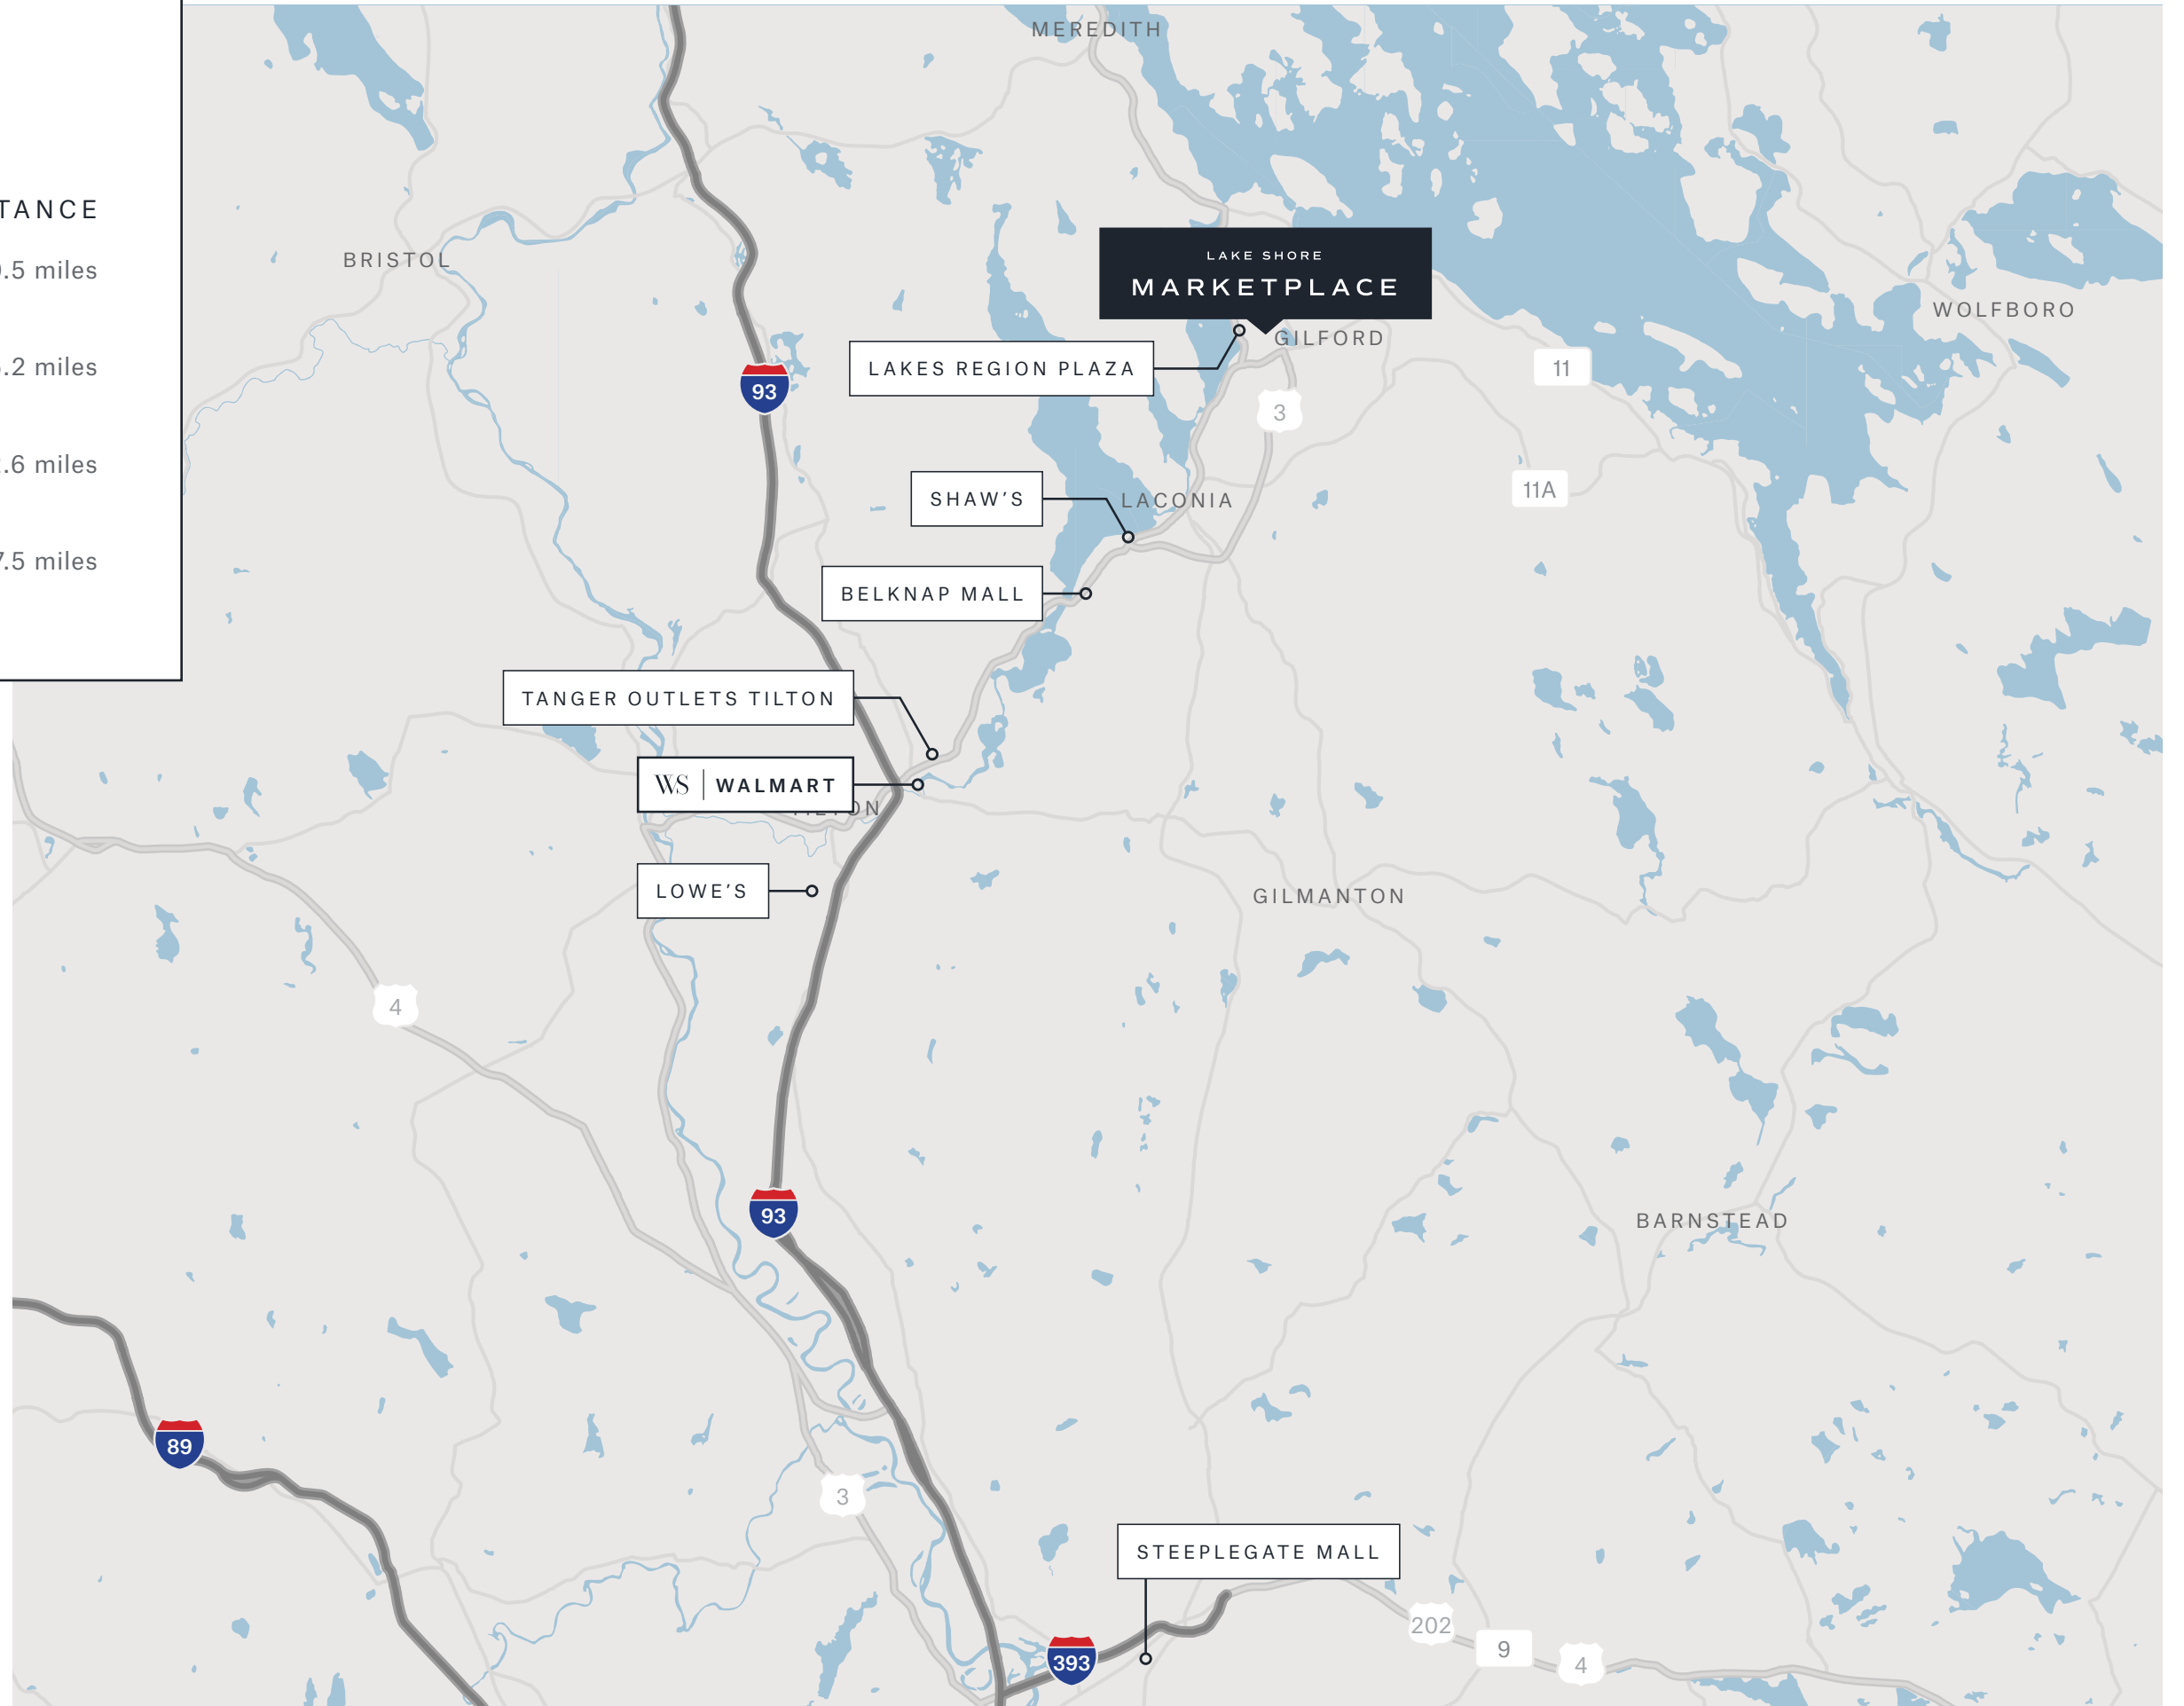 MEREDITH
TANCE
.5 miles
BRISTOL
LAKE SHORE
MARKETPLACE
WOLFBORO
GILFORD
.2 miles
LAKES REGION PLAZA
11
93
3
.6 miles
11A
SHAW'S
LACONIA
.5 miles
BELKNAP MALL
TANGER OUTLETS TILTON
WS | WALMART
LOWE'S
GILMANTON
4
93
BARNSTEAD
89
3
STEEPLEGATE MALL
202
9
393
4